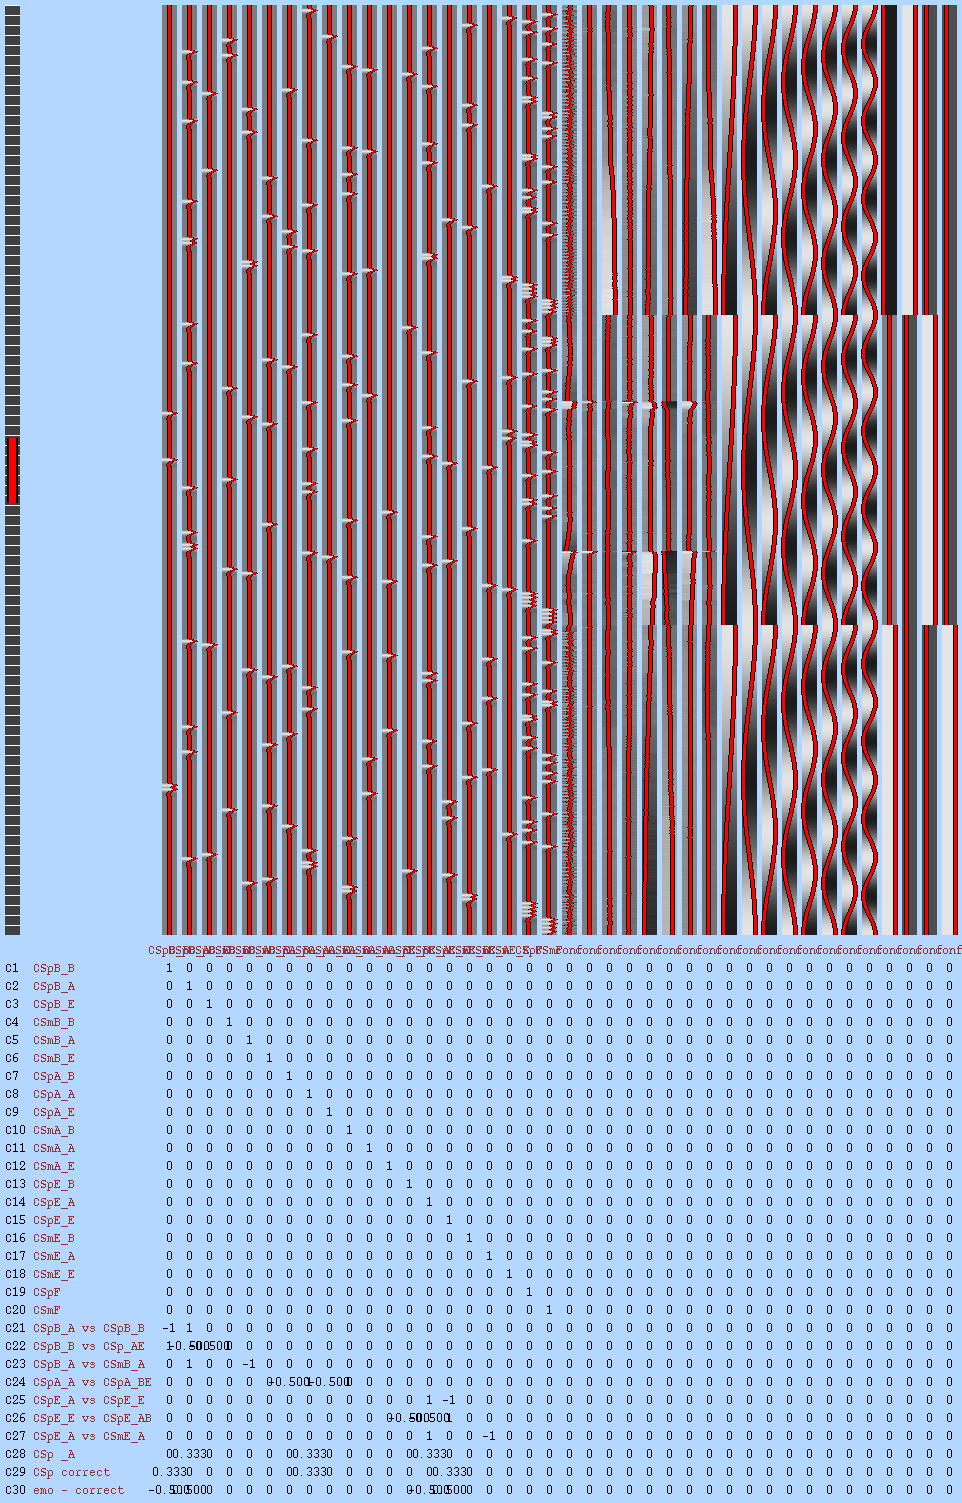 c1 CSpB_B 1 0 0 0 0 0 0 0 0 0 0 0 0 0 0 0 0 0 0 0 0 0 0 0 0 0 0 0 0 0 0 0 0 0 0 0 0 0 0 0
c2 CSpB_A 0 1 0 0 0 0 0 0 0 0 0 0 0 0 0 0 0 0 0 0 0 0 0 0 0 0 0 0 0 0 0 0 0 0 0 0 0 0 0 0
c3 CSpB_E 0 0 1 0 0 0 0 0 0 0 0 0 0 0 0 0 0 0 0 0 0 0 0 0 0 0 0 0 0 0 0 0 0 0 0 0 0 0 0 0
c4 CSmB_B 0 0 0 1 0 0 0 0 0 0 0 0 0 0 0 0 0 0 0 0 0 0 0 0 0 0 0 0 0 0 0 0 0 0 0 0 0 0 0 0
c5 CSmB_A 0 0 0 0 1 0 0 0 0 0 0 0 0 0 0 0 0 0 0 0 0 0 0 0 0 0 0 0 0 0 0 0 0 0 0 0 0 0 0 0
c6 CSmB_E 0 0 0 0 0 1 0 0 0 0 0 0 0 0 0 0 0 0 0 0 0 0 0 0 0 0 0 0 0 0 0 0 0 0 0 0 0 0 0 0
c7 CSpA_B 0 0 0 0 0 0 1 0 0 0 0 0 0 0 0 0 0 0 0 0 0 0 0 0 0 0 0 0 0 0 0 0 0 0 0 0 0 0 0 0
c8 CSpA_A 0 0 0 0 0 0 0 1 0 0 0 0 0 0 0 0 0 0 0 0 0 0 0 0 0 0 0 0 0 0 0 0 0 0 0 0 0 0 0 0
c9 CSpA_E 0 0 0 0 0 0 0 0 1 0 0 0 0 0 0 0 0 0 0 0 0 0 0 0 0 0 0 0 0 0 0 0 0 0 0 0 0 0 0 0
c10 CSmA_B 0 0 0 0 0 0 0 0 0 1 0 0 0 0 0 0 0 0 0 0 0 0 0 0 0 0 0 0 0 0 0 0 0 0 0 0 0 0 0 0
c11 CSmA_A 0 0 0 0 0 0 0 0 0 0 1 0 0 0 0 0 0 0 0 0 0 0 0 0 0 0 0 0 0 0 0 0 0 0 0 0 0 0 0 0
c12 CSmA_E 0 0 0 0 0 0 0 0 0 0 0 1 0 0 0 0 0 0 0 0 0 0 0 0 0 0 0 0 0 0 0 0 0 0 0 0 0 0 0 0
c13 CSpE_B 0 0 0 0 0 0 0 0 0 0 0 0 1 0 0 0 0 0 0 0 0 0 0 0 0 0 0 0 0 0 0 0 0 0 0 0 0 0 0 0
c14 CSpE_A 0 0 0 0 0 0 0 0 0 0 0 0 0 1 0 0 0 0 0 0 0 0 0 0 0 0 0 0 0 0 0 0 0 0 0 0 0 0 0 0
c15 CSpE_E 0 0 0 0 0 0 0 0 0 0 0 0 0 0 1 0 0 0 0 0 0 0 0 0 0 0 0 0 0 0 0 0 0 0 0 0 0 0 0 0
c16 CSmE_B 0 0 0 0 0 0 0 0 0 0 0 0 0 0 0 1 0 0 0 0 0 0 0 0 0 0 0 0 0 0 0 0 0 0 0 0 0 0 0 0
c17 CSmE_A 0 0 0 0 0 0 0 0 0 0 0 0 0 0 0 0 1 0 0 0 0 0 0 0 0 0 0 0 0 0 0 0 0 0 0 0 0 0 0 0
c18 CSmE_E 0 0 0 0 0 0 0 0 0 0 0 0 0 0 0 0 0 1 0 0 0 0 0 0 0 0 0 0 0 0 0 0 0 0 0 0 0 0 0 0
c19 CSpF 0 0 0 0 0 0 0 0 0 0 0 0 0 0 0 0 0 0 1 0 0 0 0 0 0 0 0 0 0 0 0 0 0 0 0 0 0 0 0 0
c20 CSmF 0 0 0 0 0 0 0 0 0 0 0 0 0 0 0 0 0 0 0 1 0 0 0 0 0 0 0 0 0 0 0 0 0 0 0 0 0 0 0 0
c21 CSpB_A vs CSpB_B -1 1 0 0 0 0 0 0 0 0 0 0 0 0 0 0 0 0 0 0 0 0 0 0 0 0 0 0 0 0 0 0 0 0 0 0 0 0 0 0
c22 CSpB_B vs CSp_AE 1 -0.500 -0.500 0 0 0 0 0 0 0 0 0 0 0 0 0 0 0 0 0 0 0 0 0 0 0 0 0 0 0 0 0 0 0 0 0 0 0 0 0
c23 CSpB_A vs CSmB_A 0 1 0 0 -1 0 0 0 0 0 0 0 0 0 0 0 0 0 0 0 0 0 0 0 0 0 0 0 0 0 0 0 0 0 0 0 0 0 0 0
c24 CSpA_A vs CSpA_BE 0 0 0 0 0 0 -0.500 1 -0.500 0 0 0 0 0 0 0 0 0 0 0 0 0 0 0 0 0 0 0 0 0 0 0 0 0 0 0 0 0 0 0
c25 CSpE_A vs CSpE_E 0 0 0 0 0 0 0 0 0 0 0 0 0 1 -1 0 0 0 0 0 0 0 0 0 0 0 0 0 0 0 0 0 0 0 0 0 0 0 0 0
c26 CSpE_E vs CSpE_AB 0 0 0 0 0 0 0 0 0 0 0 0 -0.500 -0.500 1 0 0 0 0 0 0 0 0 0 0 0 0 0 0 0 0 0 0 0 0 0 0 0 0 0
c27 CSpE_A vs CSmE_A 0 0 0 0 0 0 0 0 0 0 0 0 0 1 0 0 -1 0 0 0 0 0 0 0 0 0 0 0 0 0 0 0 0 0 0 0 0 0 0 0
c28 CSp _A 0 0.333 0 0 0 0 0 0.333 0 0 0 0 0 0.333 0 0 0 0 0 0 0 0 0 0 0 0 0 0 0 0 0 0 0 0 0 0 0 0 0 0
c29 CSp correct 0.333 0 0 0 0 0 0 0.333 0 0 0 0 0 0 0.333 0 0 0 0 0 0 0 0 0 0 0 0 0 0 0 0 0 0 0 0 0 0 0 0 0
c30 emo - correct -0.500 0.500 0 0 0 0 0 0 0 0 0 0 0 -0.500 0.500 0 0 0 0 0 0 0 0 0 0 0 0 0 0 0 0 0 0 0 0 0 0 0 0 0